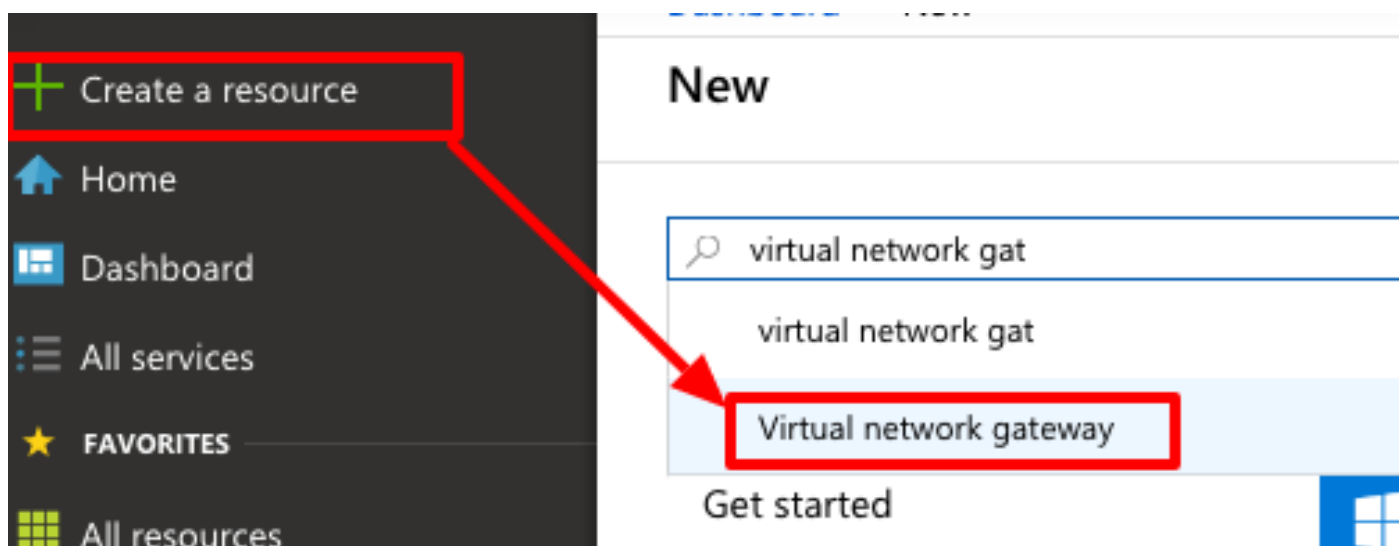 Create a resource
Home
Dashboard
All services
FAVORITES
All resources
New
virtual network gat
virtual network gat
Virtual network gateway
Get started